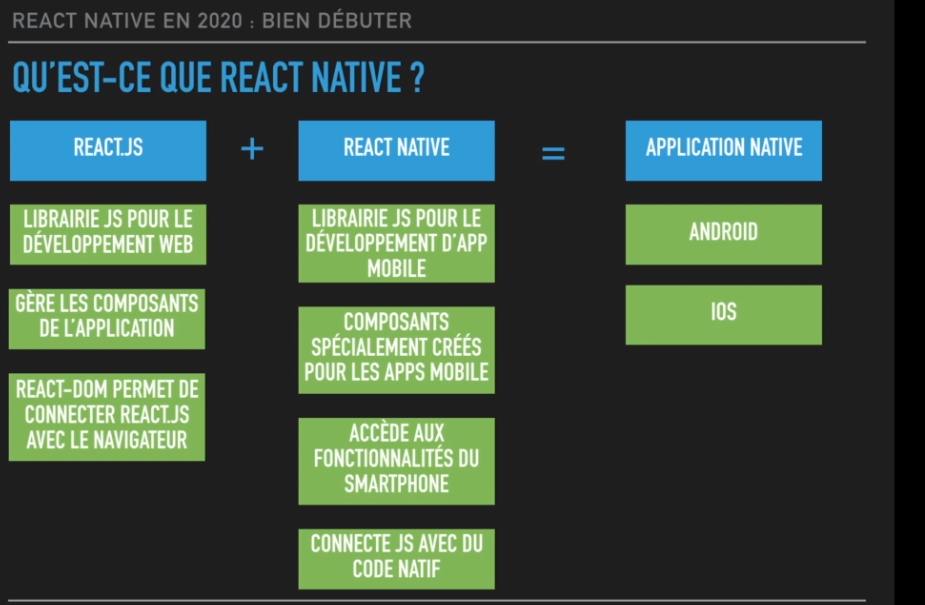 REACT NATIVE EN 2020 : BIEN DÉBUTER
QU'EST-CE QUE REACT NATIVE ?
REACT.JS
+
REACT NATIVE
=
APPLICATION NATIVE
LIBRAIRIE JS POUR LE
DÉVELOPPEMENT WEB
GÈRE LES COMPOSANTS
DE L'APPLICATION
REACT-DOM PERMET DE
CONNECTER REACT.JS
AVEC LE NAVIGATEUR
LIBRAIRIE JS POUR LE
DÉVELOPPEMENT D'APP
MOBILE
COMPOSANTS
SPÉCIALEMENT CRÉÉS
POUR LES APPS MOBILE
ACCÈDE AUX
FONCTIONNALITÉS DU
SMARTPHONE
CONNECTE JS AVEC DU
CODE NATIF
ANDROID
IOS